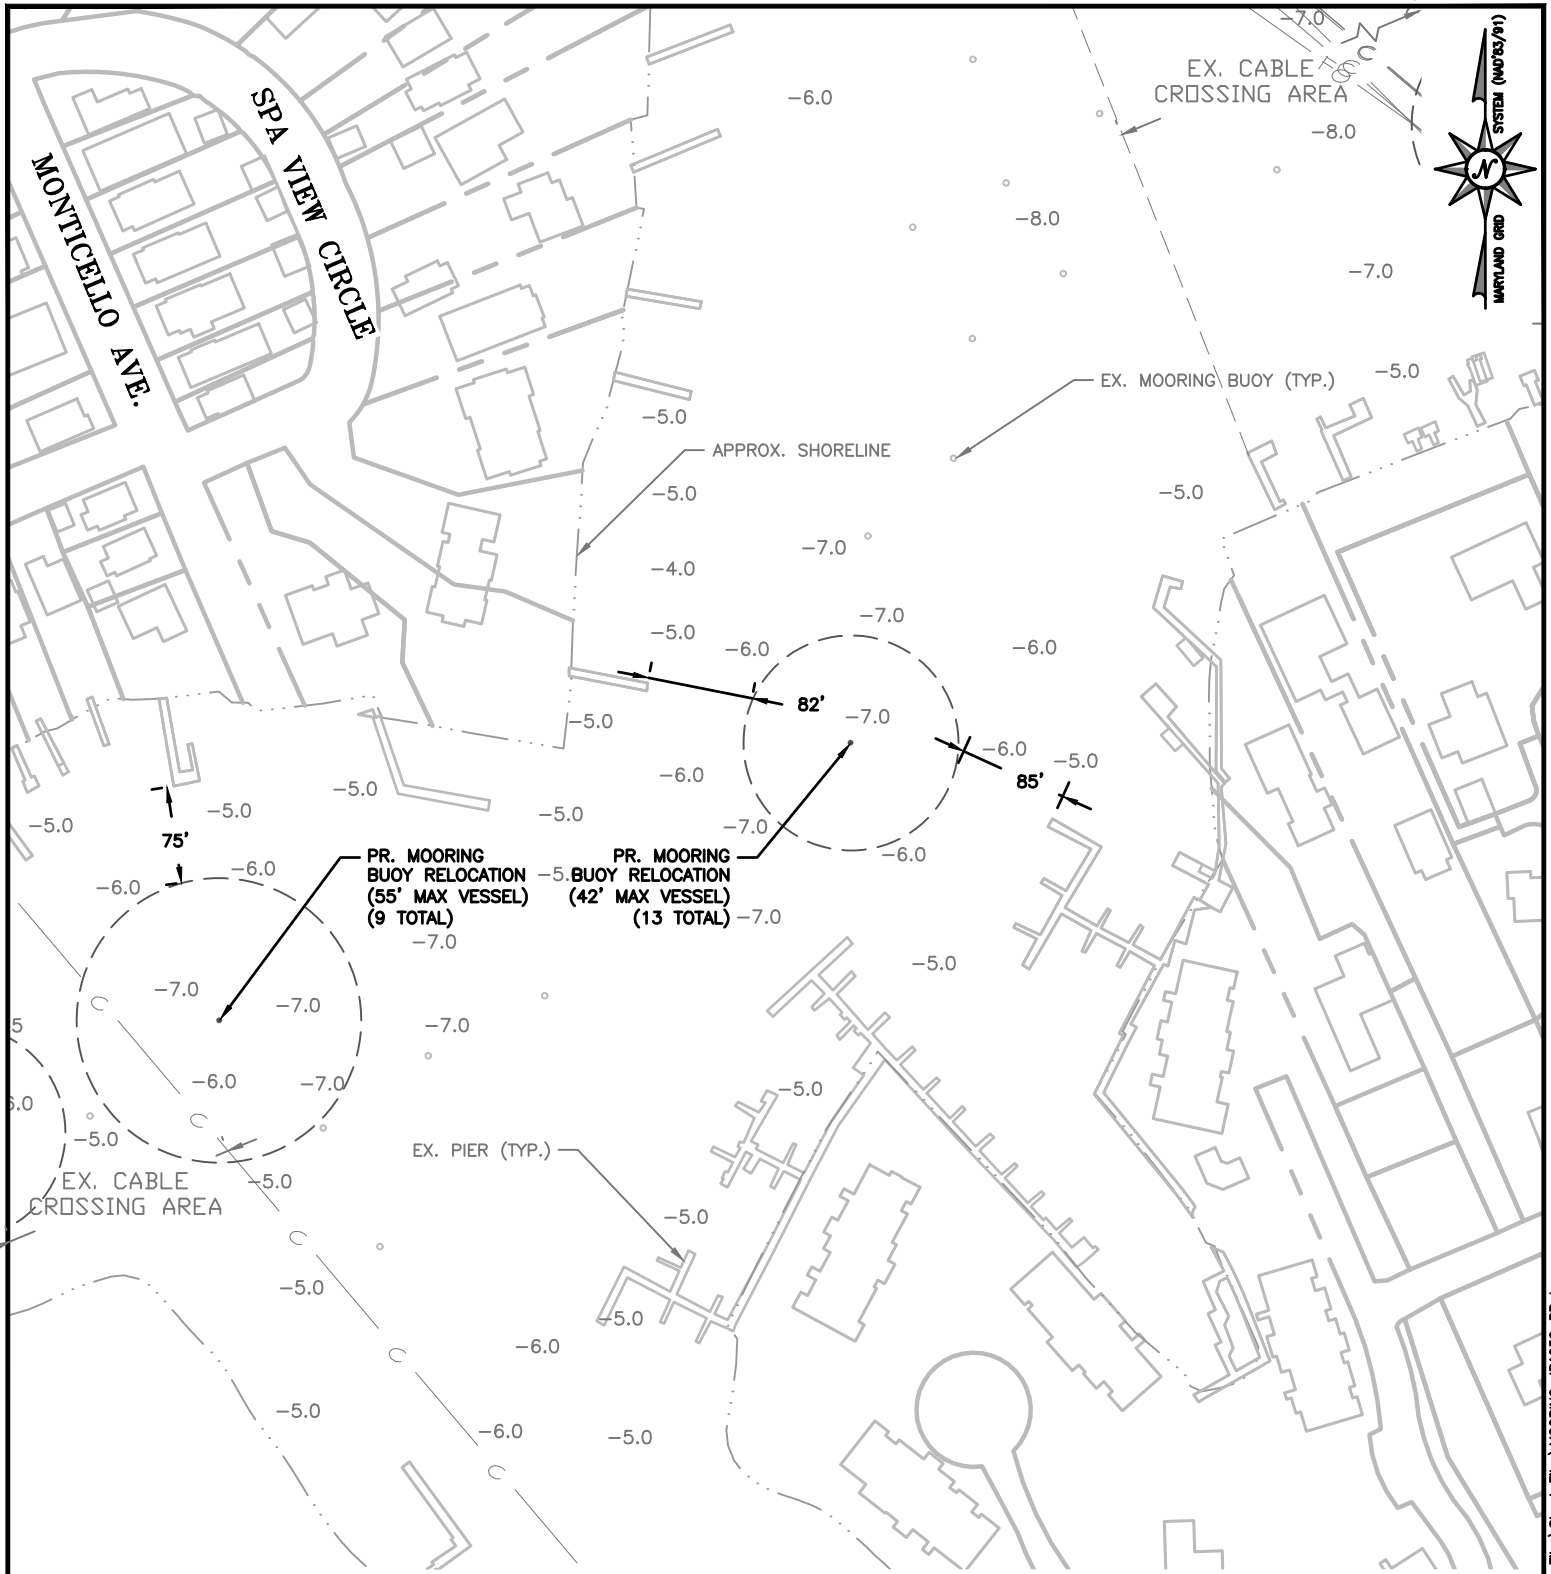 -7.0
EX. CABLE
CROSSING AREA
-6.0
-8.0
SYSTEM (NAD'83/91)
N
MARYLAND GRID
SPA VIEW CIRCLE
MONTICELLO AVE.
-8.0
-7.0
-5.0
EX. MOORING BUOY (TYP.)
-5.0
APPROX. SHORELINE
-5.0
-5.0
-7.0
-4.0
-7.0
-5.0
-6.0
-6.0
82'
-5.0
-7.0
-6.0
-5.0
-6.0
85'
-5.0
-5.0
-5.0
-5.0
-7.0
75'
-6.0
-6.0
-6.0
PR. MOORING
BUOY RELOCATION
(55' MAX VESSEL)
(9 TOTAL)
PR. MOORING
BUOY RELOCATION
(42' MAX VESSEL)
(13 TOTAL)
-7.0
-7.0
-5.0
-7.0
-7.0
C
-7.0
-6.0
-7.0
-5.0
C
-5.0
EX. PIER (TYP.)
EX. CABLE
CROSSING AREA
-5.0
-5.0
C
-5.0
-5.0
-6.0
C
-5.0
-6.0
-5.0
C